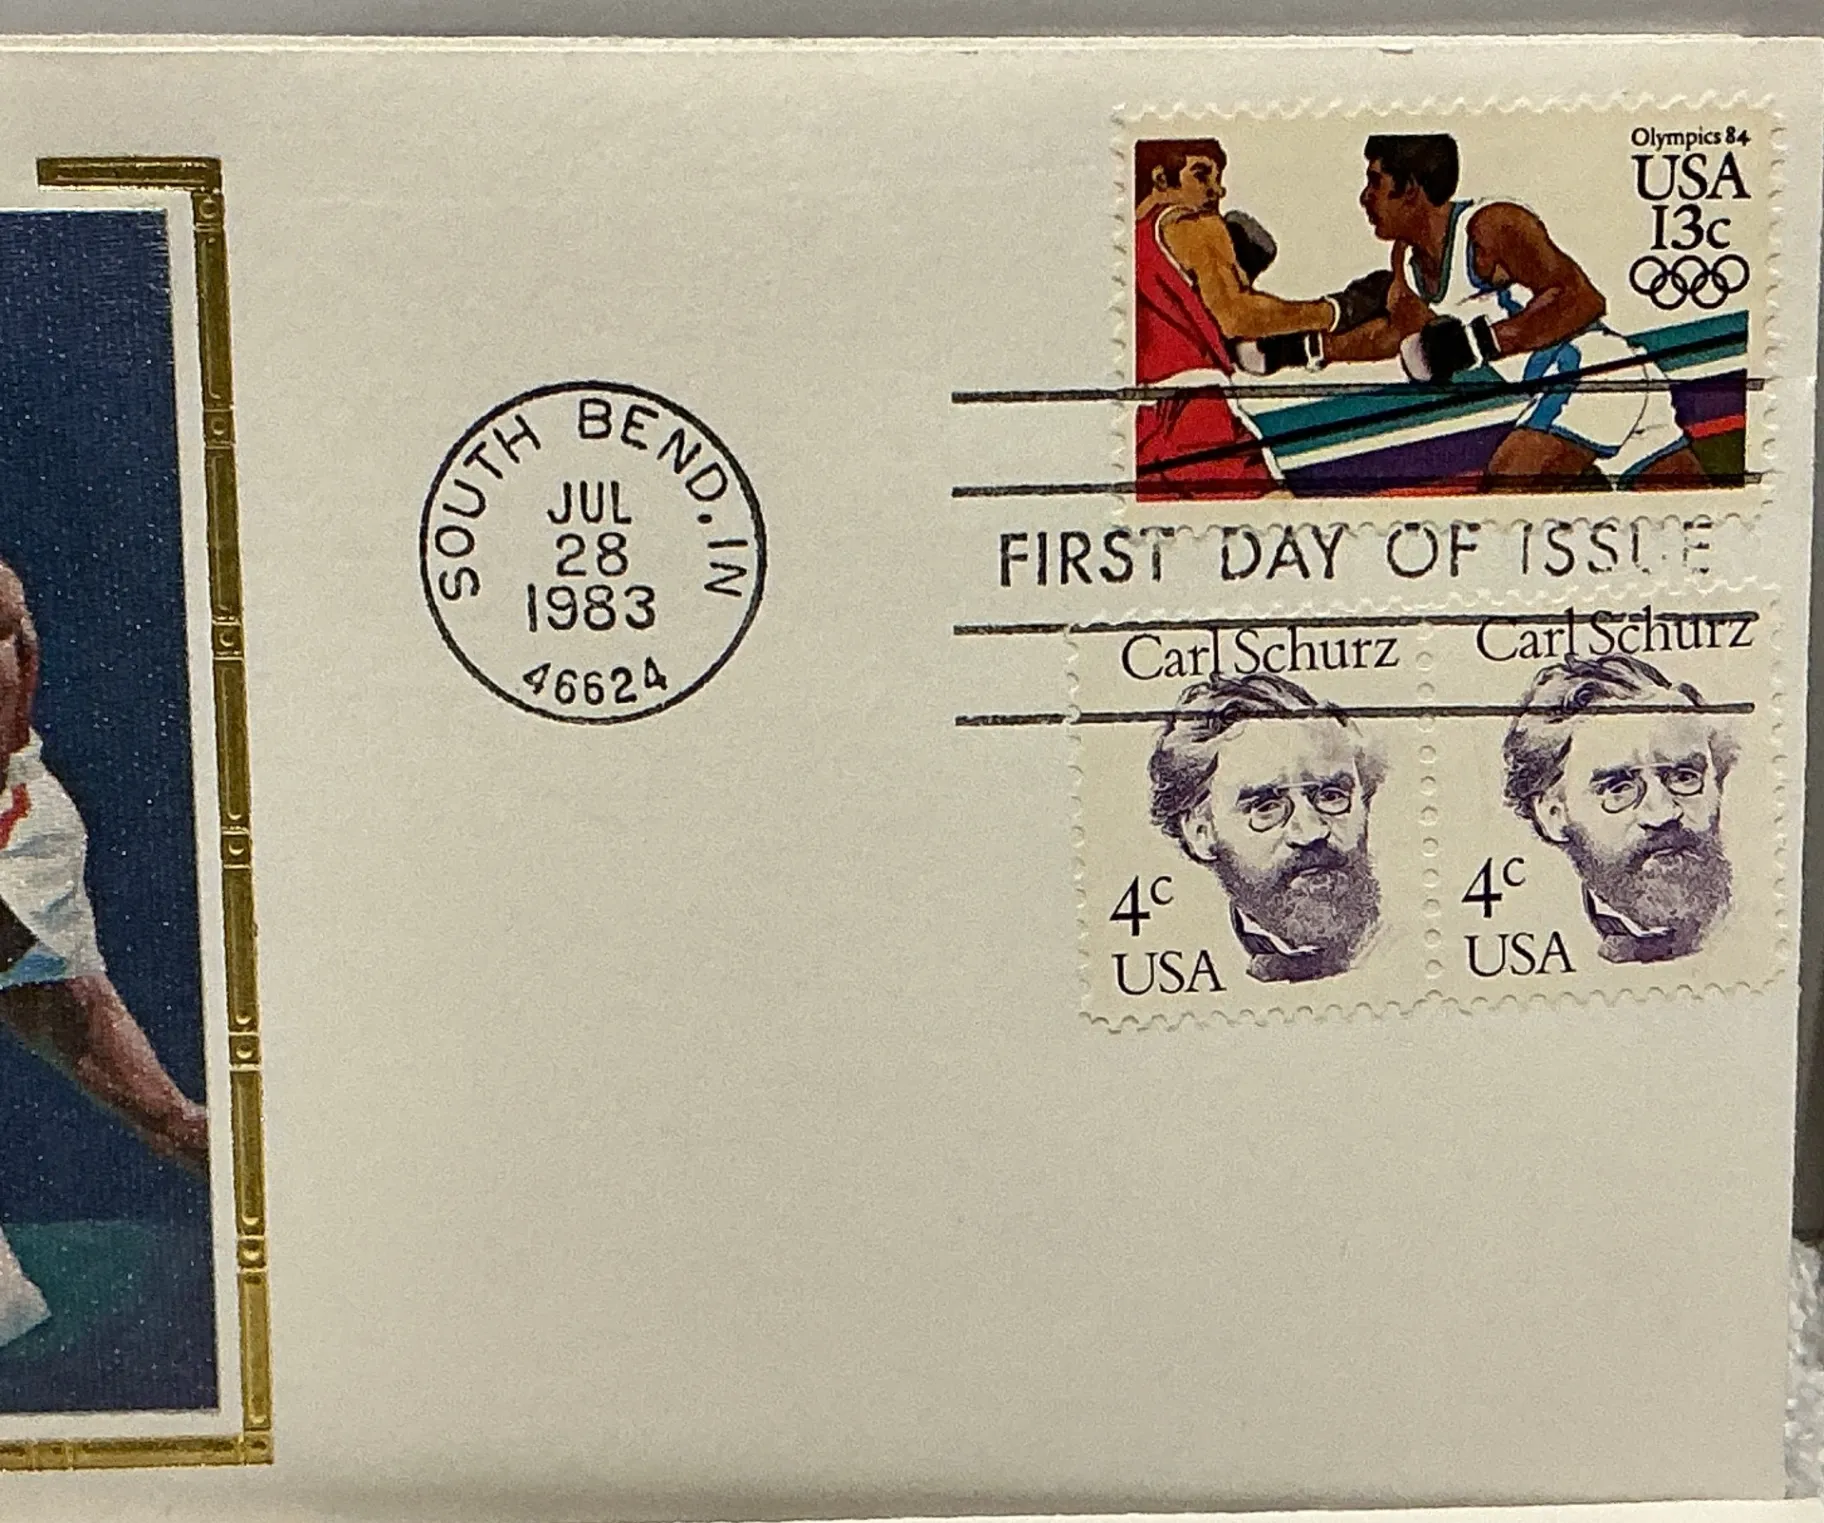 Olympics 84
USA
13c
SOUTH BEND. IN
JUL
28
1983
46624
FIRST DAY OF ISSUE
Carl Schurz
4c
USA
Carl Schurz
4c
USA